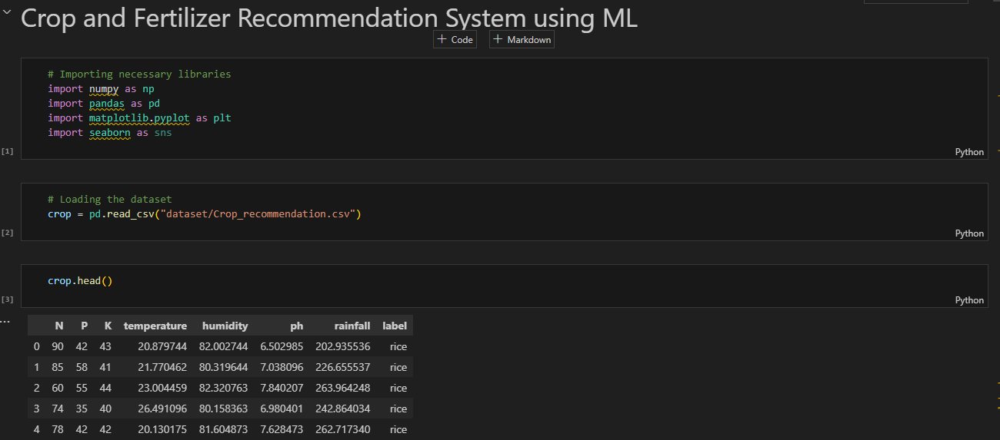 Crop and Fertilizer Recommendation System using ML
+ Code + Markdown
# Importing necessary libraries
import numpy as np
import pandas as pd
import matplotlib.pyplot as plt
import seaborn as sns
[1] Python
# Loading the dataset
crop = pd.read_csv("dataset/Crop_recommendation.csv")
[2] Python
crop.head()
[3] Python
...
N P K temperature humidity ph rainfall label
0 90 42 43 20.879744 82.002744 6.502985 202.935536 rice
1 85 58 41 21.770462 80.319644 7.038096 226.655537 rice
2 60 55 44 23.004459 82.320763 7.840207 263.964248 rice
3 74 35 40 26.491096 80.158363 6.980401 242.864034 rice
4 78 42 42 20.130175 81.604873 7.628473 262.717340 rice